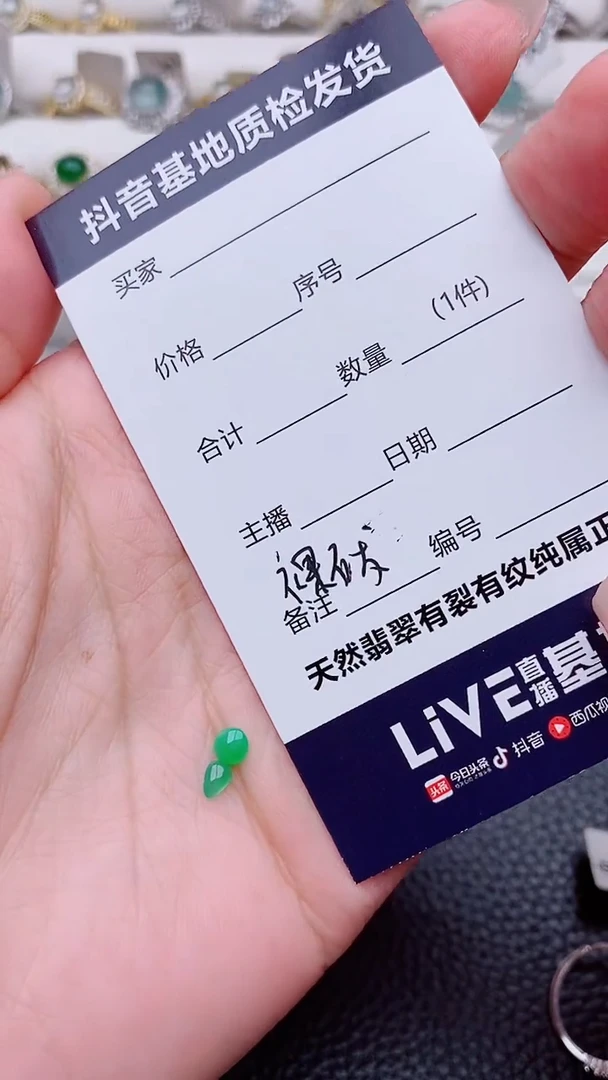 抖音基地质检发货
买家
价格 序号
合计 数量 (1件)
主播 日期
裸石
备注 编号
天然翡翠有裂有纹纯属正
LiVE直播基
头条 今日头条 抖音 西瓜视